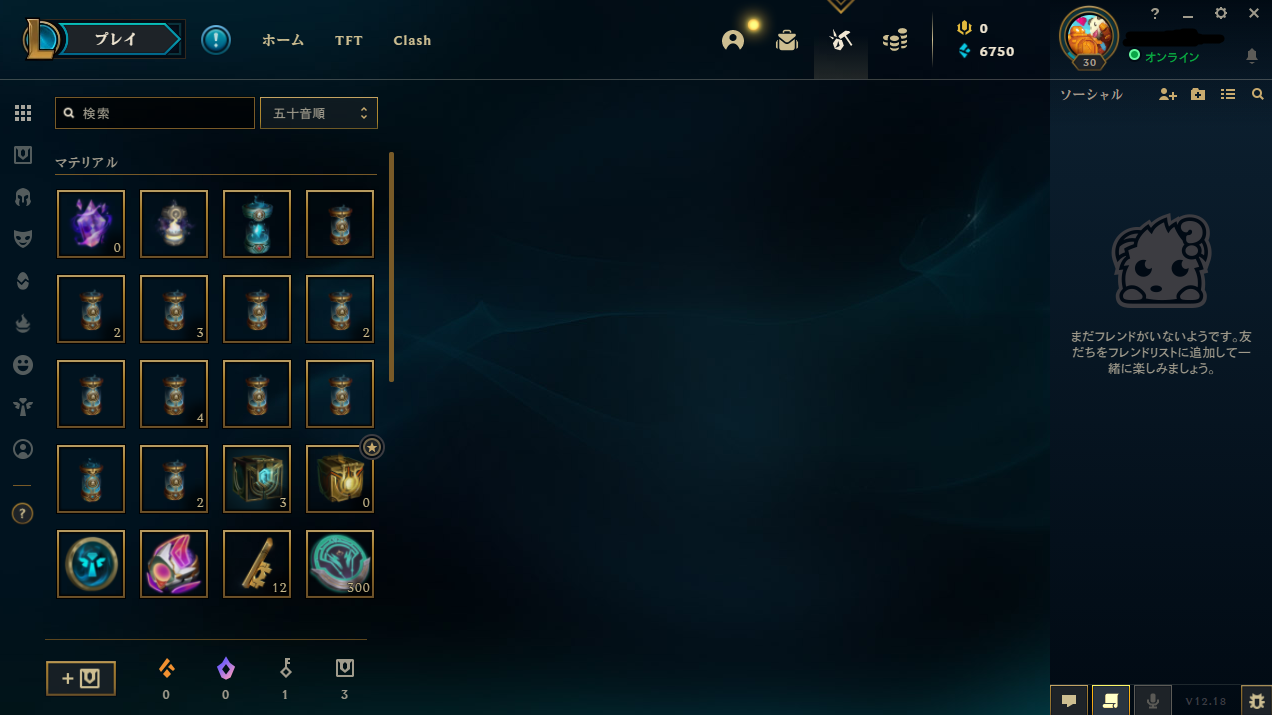 プレイ
ホーム
TFT
Clash
0
6750
?
30
オンライン
検索
五十音順
ソーシャル
マテリアル
0
2
3
2
4
2
3
0
12
300
?
まだフレンドがいないようです。友
だちをフレンドリストに追加して一
緒に楽しみましょう。
0
0
1
3
V12.18